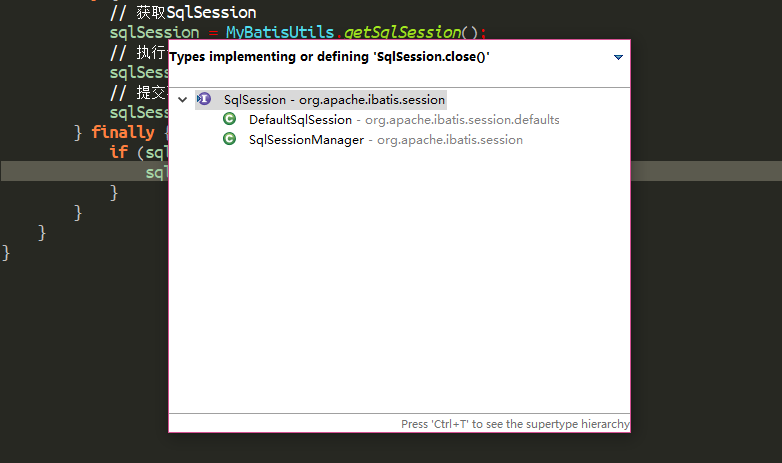 // 获取SqlSession
sqlSession = MyBatisUtils.getSqlSession();
// 执行
sqlSess
// 提交
sqlSess
} finally {
if (sql
sql
}
}
}
}
Types implementing or defining 'SqlSession.close()'
SqlSession - org.apache.ibatis.session
DefaultSqlSession - org.apache.ibatis.session.defaults
SqlSessionManager - org.apache.ibatis.session
Press 'Ctrl+T' to see the supertype hierarchy